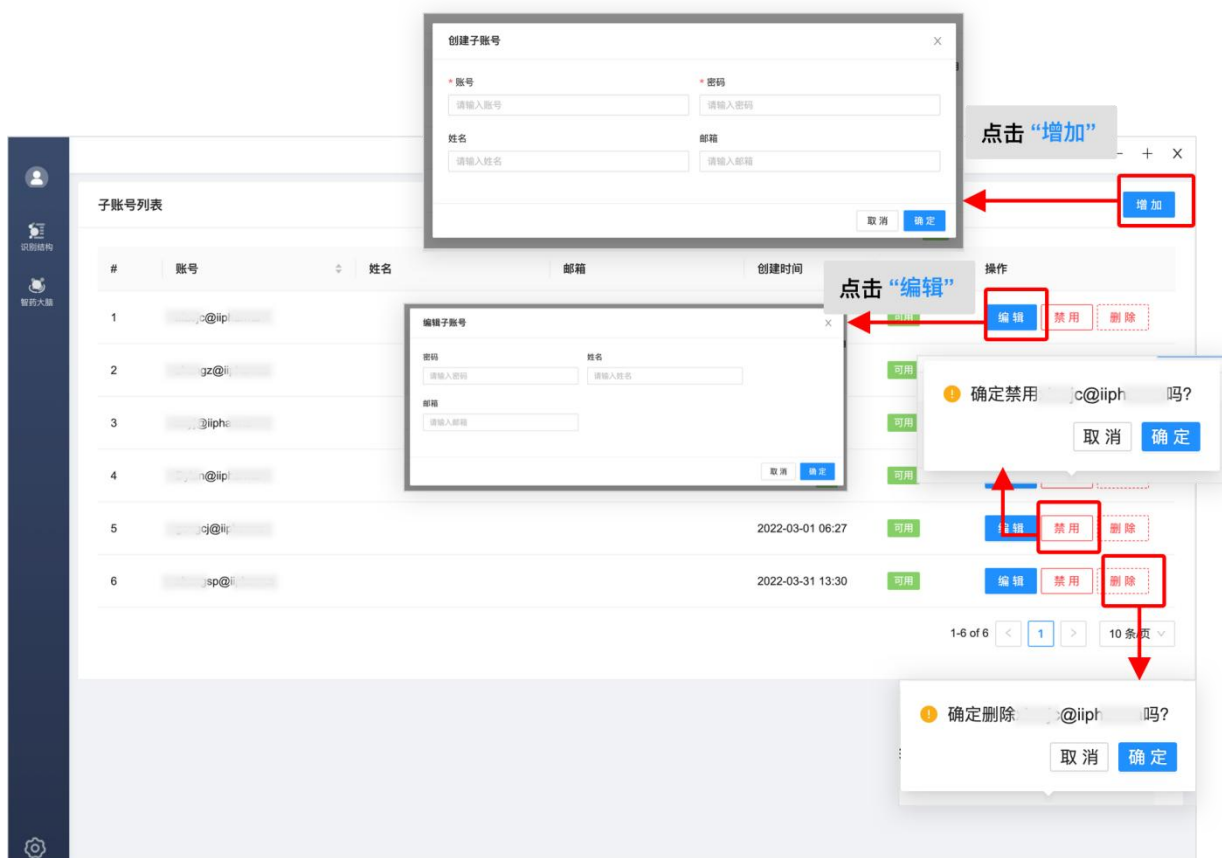 创建子账号
* 账号
* 密码
请输入账号
请输入密码
姓名
邮箱
请输入姓名
请输入邮箱
取 消
确 定
点击 “增加”
子账号列表
增 加
识别结构
智药大脑
#
账号
姓名
邮箱
创建时间
操作
点击 “编辑”
1
c@iipl
可用
编 辑
禁 用
删 除
编辑子账号
密码
姓名
请输入密码
请输入姓名
邮箱
请输入邮箱
取 消
确 定
2
gz@ii
可用
确定禁用 c@iiph 吗?
取 消
确 定
3
@iipha
可用
4
n@iipl
可用
5
cj@iip
2022-03-01 06:27
可用
编 辑
禁 用
删 除
6
sp@ii
2022-03-31 13:30
可用
编 辑
禁 用
删 除
1-6 of 6
1
10 条/页
确定删除 @iiph 吗?
取 消
确 定